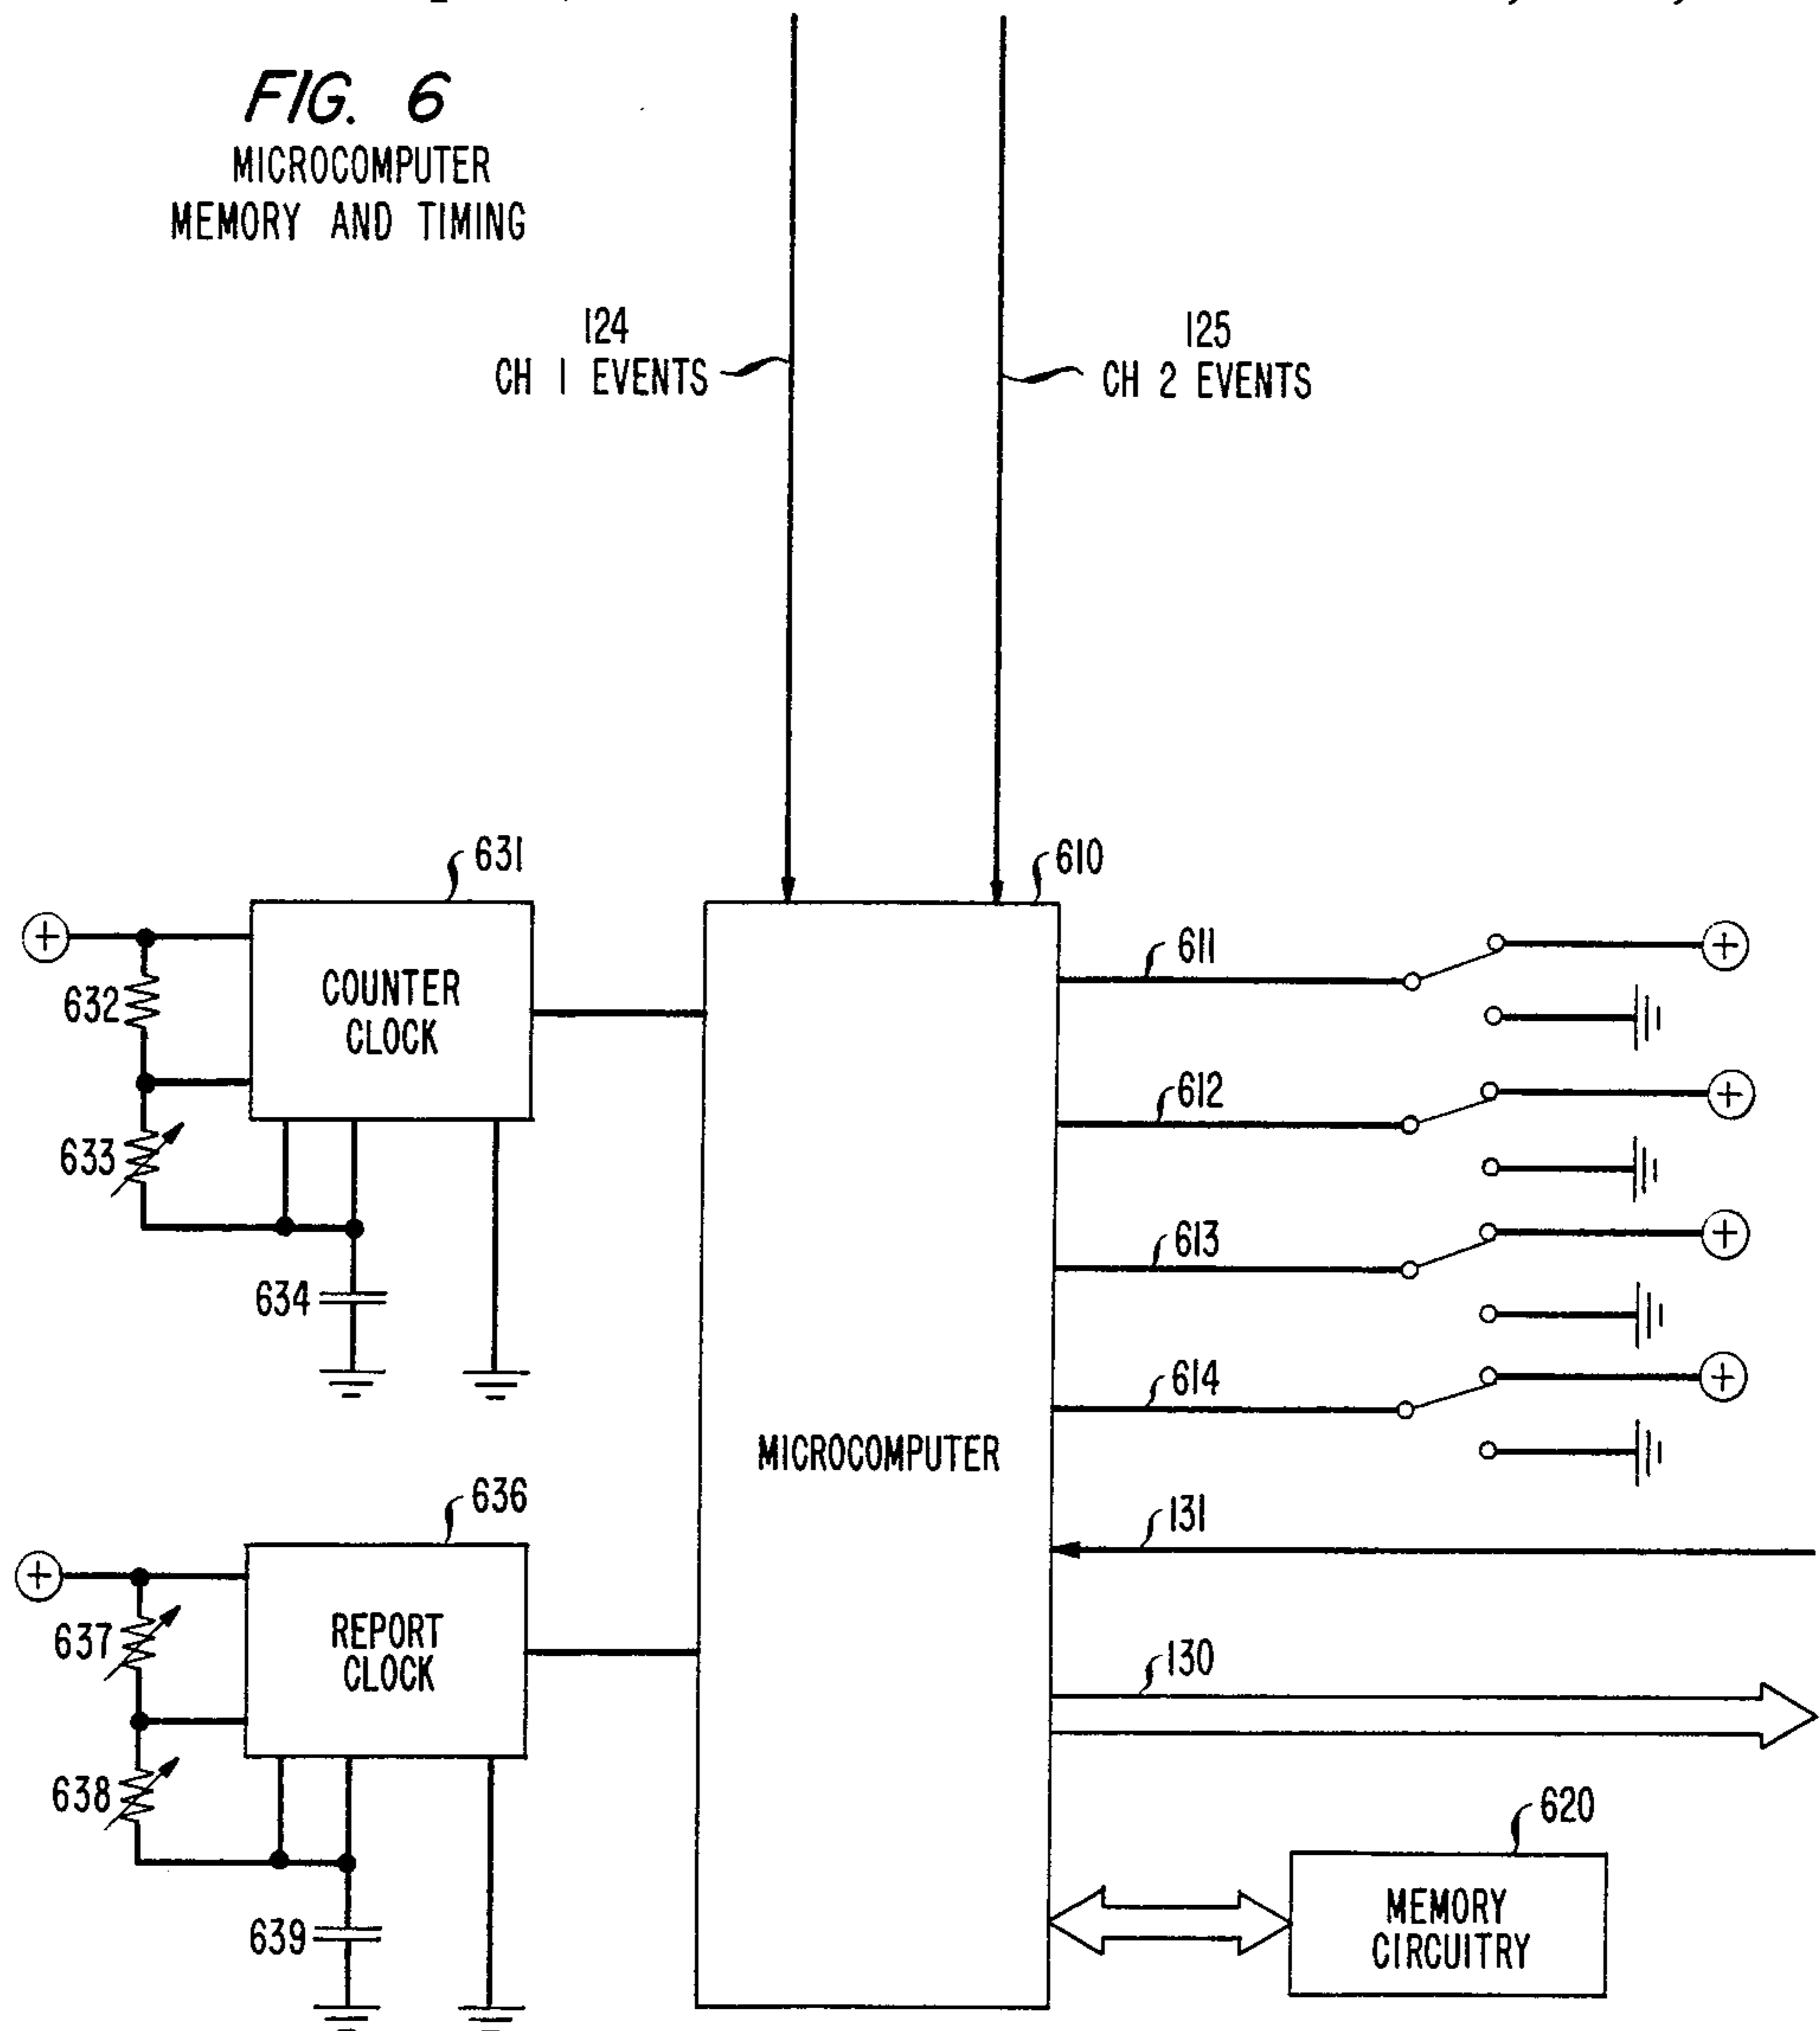 FIG. 6
MICROCOMPUTER
MEMORY AND TIMING
124
CH 1 EVENTS
125
CH 2 EVENTS
631
610
611
632
COUNTER
CLOCK
612
633
613
634
614
MICROCOMPUTER
636
131
637
REPORT
CLOCK
130
638
620
639
MEMORY
CIRCUITRY